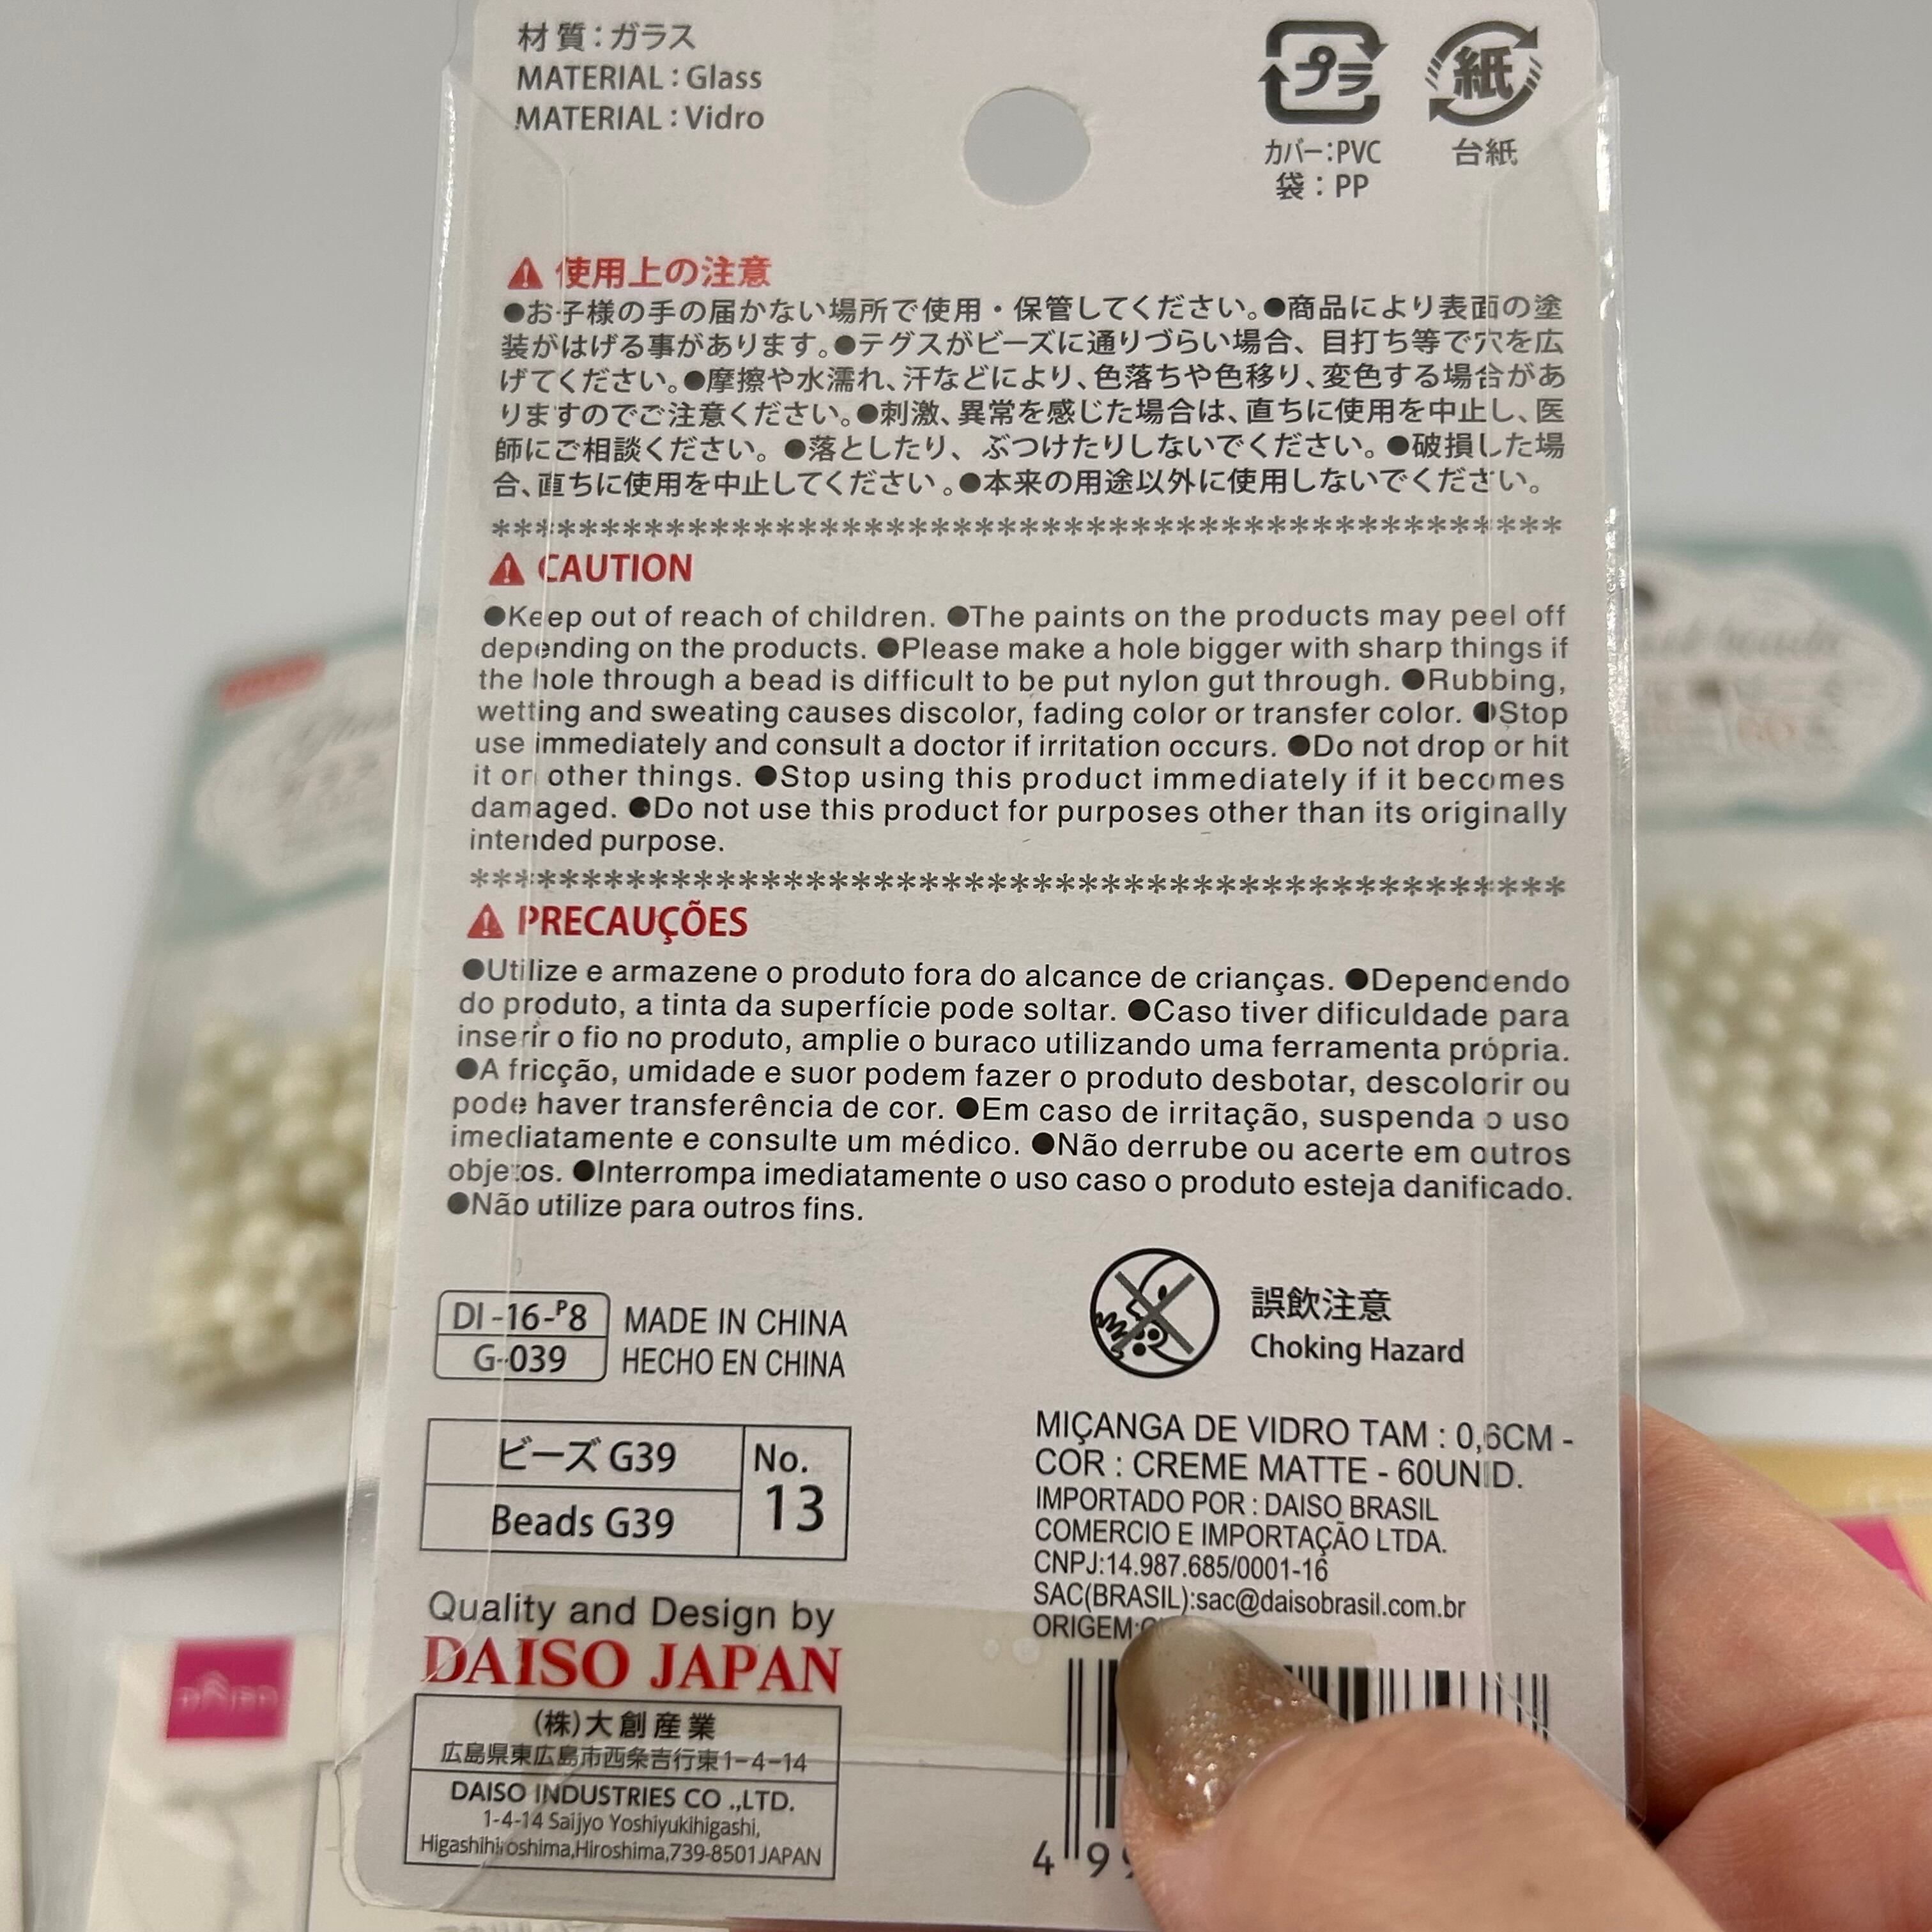 材質：ガラス
MATERIAL：Glass
MATERIAL：Vidro
プラ
紙
カバー：PVC
袋：PP
台紙
使用上の注意
●お子様の手の届かない場所で使用・保管してください。●商品により表面の塗
装がはげる事があります。●テグスがビーズに通りづらい場合、目打ち等で穴を広
げてください。●摩擦や水濡れ、汗などにより、色落ちや色移り、変色する場合があ
りますのでご注意ください。●刺激、異常を感じた場合は、直ちに使用を中止し、医
師にご相談ください。●落としたり、ぶつけたりしないでください。●破損した場
合、直ちに使用を中止してください。●本来の用途以外に使用しないでください。
CAUTION
●Keep out of reach of children. ●The paints on the products may peel off
depending on the products. ●Please make a hole bigger with sharp things if
the hole through a bead is difficult to be put nylon gut through. ●Rubbing,
wetting and sweating causes discolor, fading color or transfer color. ●Stop
use immediately and consult a doctor if irritation occurs. ●Do not drop or hit
it on other things. ●Stop using this product immediately if it becomes
damaged. ●Do not use this product for purposes other than its originally
intended purpose.
PRECAUÇÕES
●Utilize e armazene o produto fora do alcance de crianças. ●Dependendo
do produto, a tinta da superfície pode soltar. ●Caso tiver dificuldade para
inserir o fio no produto, amplie o buraco utilizando uma ferramenta própria.
●A fricção, umidade e suor podem fazer o produto desbotar, descolorir ou
pode haver transferência de cor. ●Em caso de irritação, suspenda o uso
imediatamente e consulte um médico. ●Não derrube ou acerte em outros
objetos. ●Interrompa imediatamente o uso caso o produto esteja danificado.
●Não utilize para outros fins.
DI-16-P8
G-039
MADE IN CHINA
HECHO EN CHINA
誤飲注意
Choking Hazard
ビーズ G39
Beads G39
No.
13
MIÇANGA DE VIDRO TAM : 0,6CM -
COR : CREME MATTE - 60UNID.
IMPORTADO POR : DAISO BRASIL
COMERCIO E IMPORTAÇÃO LTDA.
CNPJ:14.987.685/0001-16
SAC(BRASIL):sac@daisobrasil.com.br
ORIGEM:
Quality and Design by
DAISO JAPAN
(株)大創産業
広島県東広島市西条吉行東1-4-14
DAISO INDUSTRIES CO .,LTD.
1-4-14 Saijyo Yoshiyukihigashi,
Higashihiroshima,Hiroshima,739-8501 JAPAN
4 9
DAISO